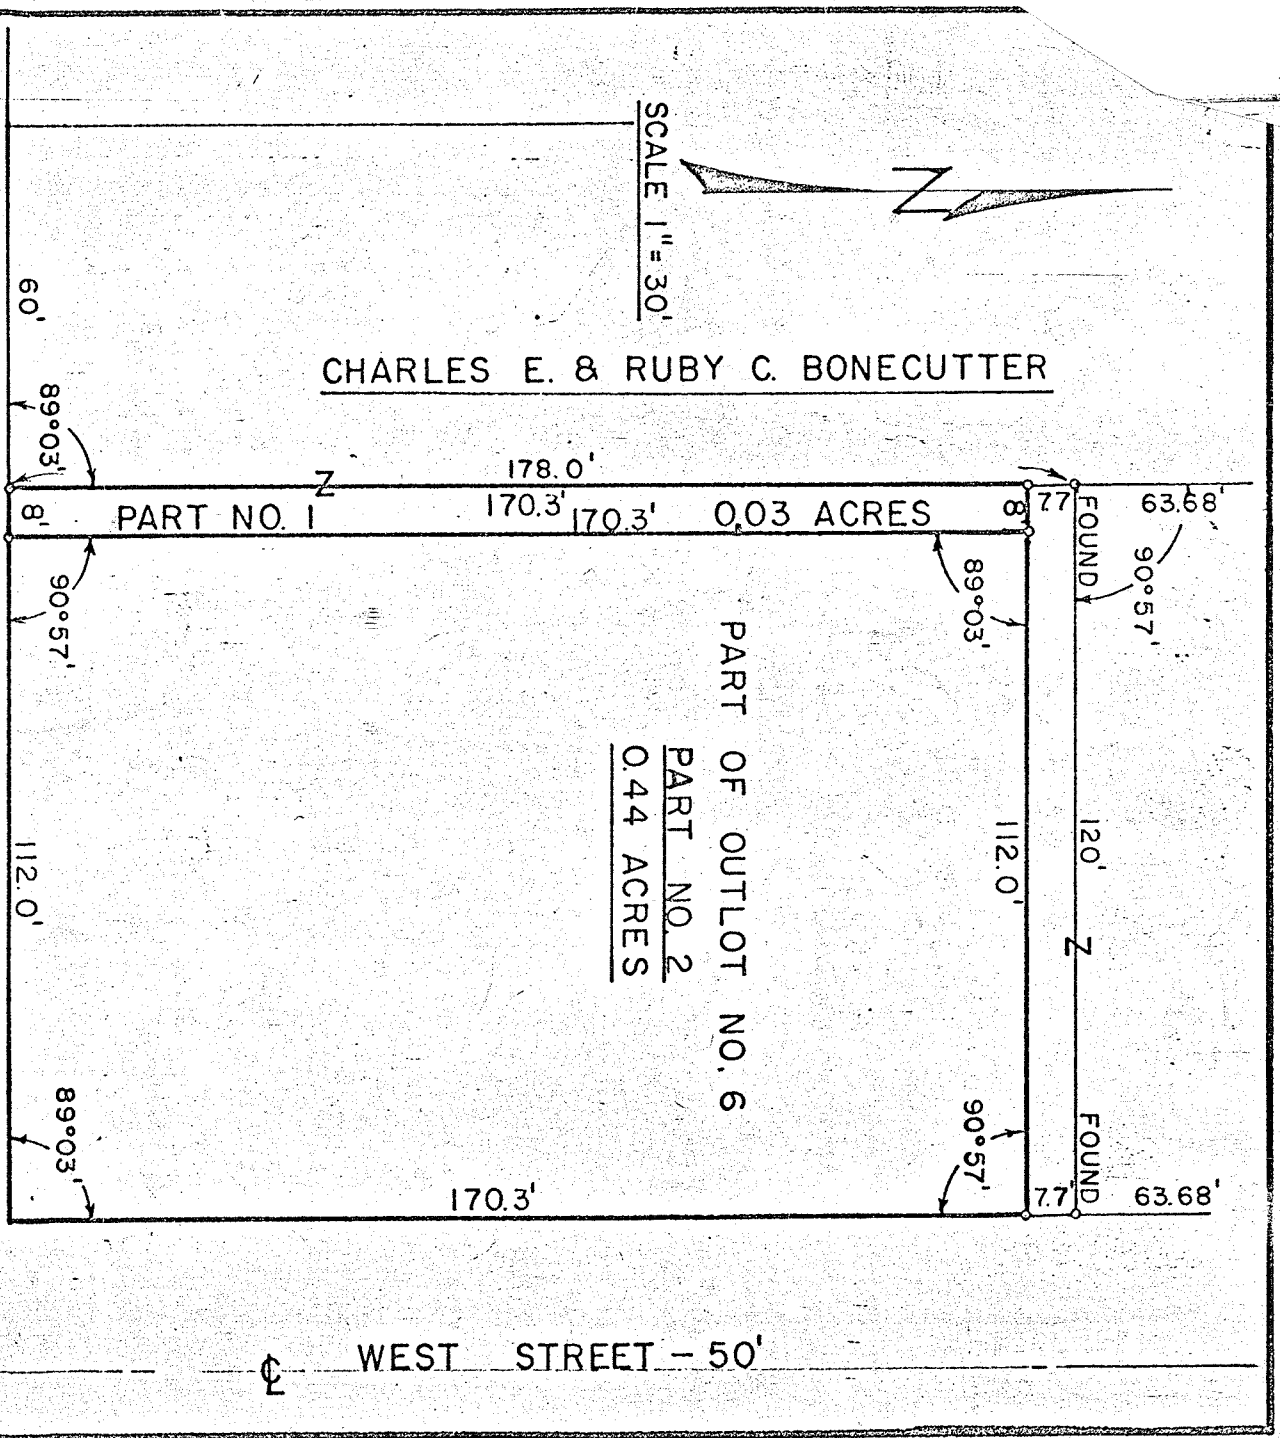 SCALE 1"= 30'
Z
CHARLES E. & RUBY C. BONECUTTER
60'
89°03'
178.0'
Z
170.3'
170.3'
PART NO. 1
0.03 ACRES
8'
8'
7.7'
63.68'
FOUND
90°57'
90°57'
89°03'
PART OF OUTLOT NO. 6
PART NO. 2
0.44 ACRES
112.0'
112.0'
120'
Z
89°03'
90°57'
FOUND
170.3'
7.7'
63.68'
℄ WEST STREET - 50'